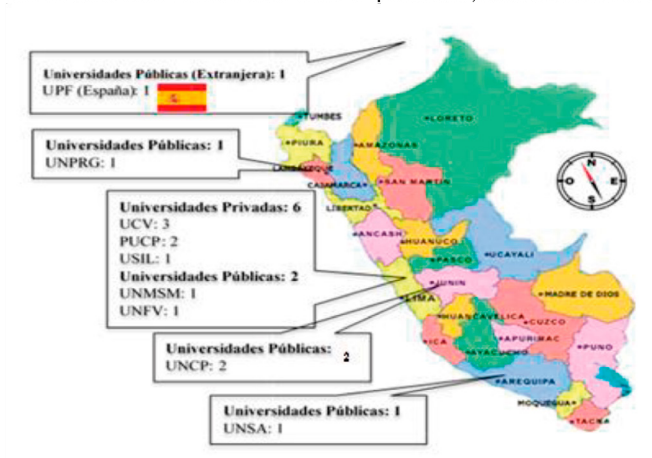 Universidades Públicas (Extranjera): 1
UPF (España): 1
Universidades Públicas: 1
UNPRG: 1
Universidades Privadas: 6
UCV: 3
PUCP: 2
USIL: 1
Universidades Públicas: 2
UNMSM: 1
UNFV: 1
Universidades Públicas: 2
UNCP: 2
Universidades Públicas: 1
UNSA: 1
TUMBES
LORETO
PIURA
AMAZONAS
LAMBAYEQUE
CAJAMARCA
SAN MARTIN
LIBERTAD
ANCASH
HUANUCO
PASCO
UCAYALI
JUNIN
LIMA
MADRE DE DIOS
HUANCAVELICA
CUZCO
ICA
APURIMAC
AYACUCHO
PUNO
AREQUIPA
MOQUEGUA
TACNA
N
O
E
S